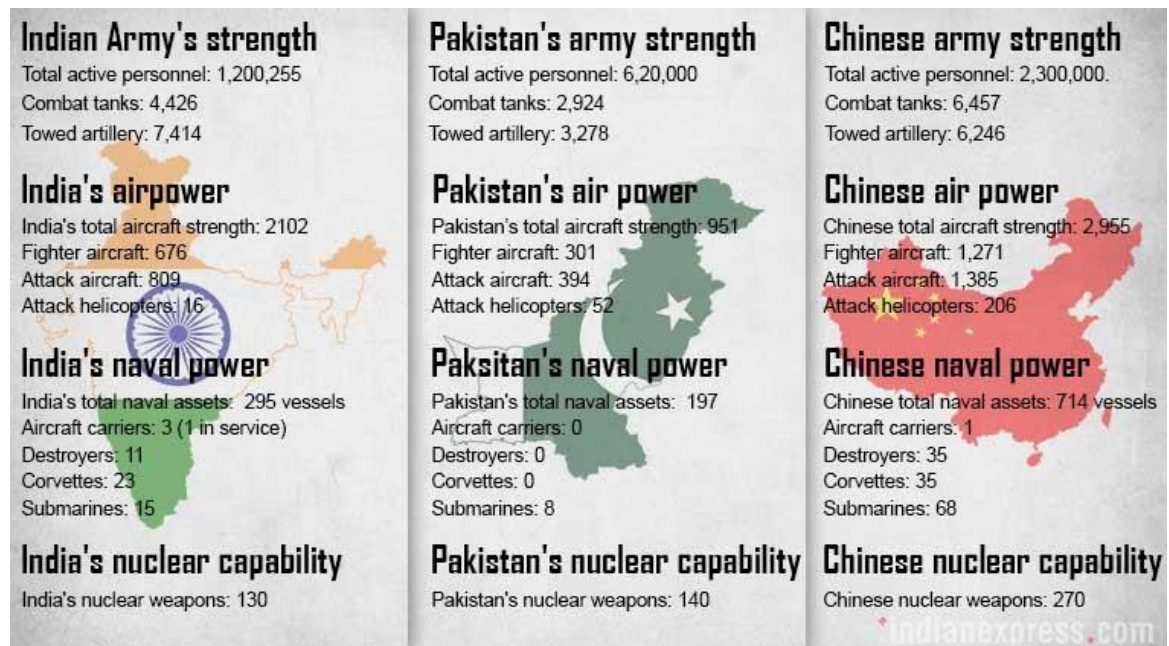 Indian Army's strength
Total active personnel: 1,200,255
Combat tanks: 4,426
Towed artillery: 7,414
India's airpower
India's total aircraft strength: 2102
Fighter aircraft: 676
Attack aircraft: 809
Attack helicopters: 16
India's naval power
India's total naval assets: 295 vessels
Aircraft carriers: 3 (1 in service)
Destroyers: 11
Corvettes: 23
Submarines: 15
India's nuclear capability
India's nuclear weapons: 130
Pakistan's army strength
Total active personnel: 6,20,000
Combat tanks: 2,924
Towed artillery: 3,278
Pakistan's air power
Pakistan's total aircraft strength: 951
Fighter aircraft: 301
Attack aircraft: 394
Attack helicopters: 52
Paksitan's naval power
Pakistan's total naval assets: 197
Aircraft carriers: 0
Destroyers: 0
Corvettes: 0
Submarines: 8
Pakistan's nuclear capability
Pakistan's nuclear weapons: 140
Chinese army strength
Total active personnel: 2,300,000.
Combat tanks: 6,457
Towed artillery: 6,246
Chinese air power
Chinese total aircraft strength: 2,955
Fighter aircraft: 1,271
Attack aircraft: 1,385
Attack helicopters: 206
Chinese naval power
Chinese total naval assets: 714 vessels
Aircraft carriers: 1
Destroyers: 35
Corvettes: 35
Submarines: 68
Chinese nuclear capability
Chinese nuclear weapons: 270
indianexpress.com